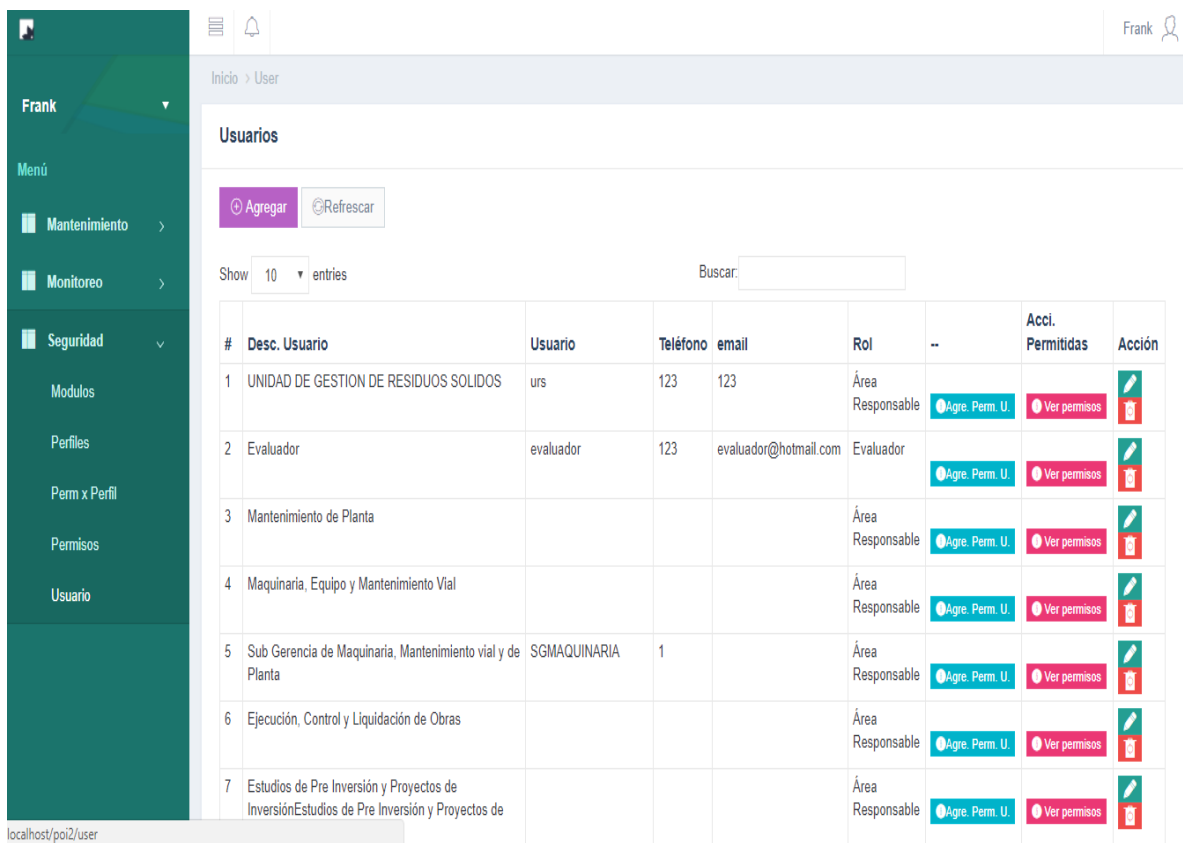 Frank
Inicio > User
Frank
Usuarios
Menú
Agregar
Refrescar
Mantenimiento
Monitoreo
Seguridad
Modulos
Perfiles
Perm x Perfil
Permisos
Usuario
Show 10 entries
Buscar:
# Desc. Usuario Usuario Teléfono email Rol -- Acci. Permitidas Acción
1 UNIDAD DE GESTION DE RESIDUOS SOLIDOS urs 123 123 Área Responsable Agre. Perm. U. Ver permisos
2 Evaluador evaluador 123 evaluador@hotmail.com Evaluador Agre. Perm. U. Ver permisos
3 Mantenimiento de Planta Área Responsable Agre. Perm. U. Ver permisos
4 Maquinaria, Equipo y Mantenimiento Vial Área Responsable Agre. Perm. U. Ver permisos
5 Sub Gerencia de Maquinaria, Mantenimiento vial y de Planta SGMAQUINARIA 1 Área Responsable Agre. Perm. U. Ver permisos
6 Ejecución, Control y Liquidación de Obras Área Responsable Agre. Perm. U. Ver permisos
7 Estudios de Pre Inversión y Proyectos de InversiónEstudios de Pre Inversión y Proyectos de Área Responsable Agre. Perm. U. Ver permisos
localhost/poi2/user